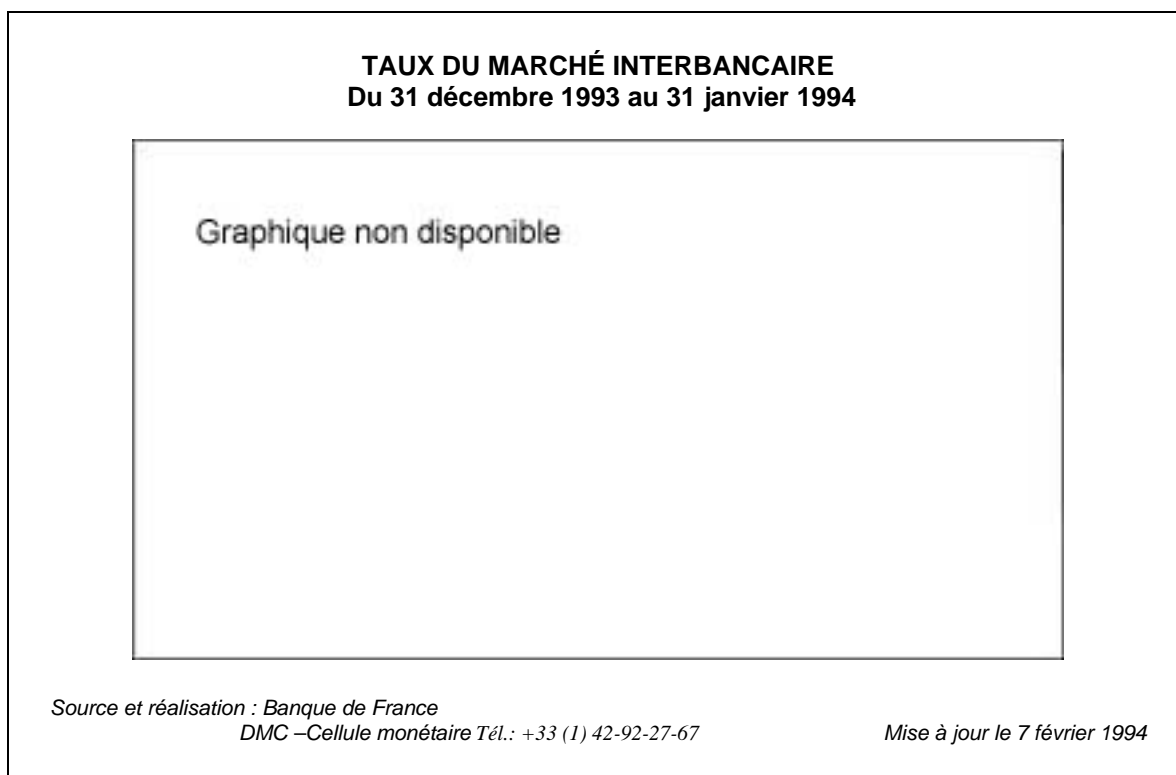 TAUX DU MARCHÉ INTERBANCAIRE
Du 31 décembre 1993 au 31 janvier 1994
Graphique non disponible
Source et réalisation : Banque de France
DMC –Cellule monétaire Tél.: +33 (1) 42-92-27-67 Mise à jour le 7 février 1994